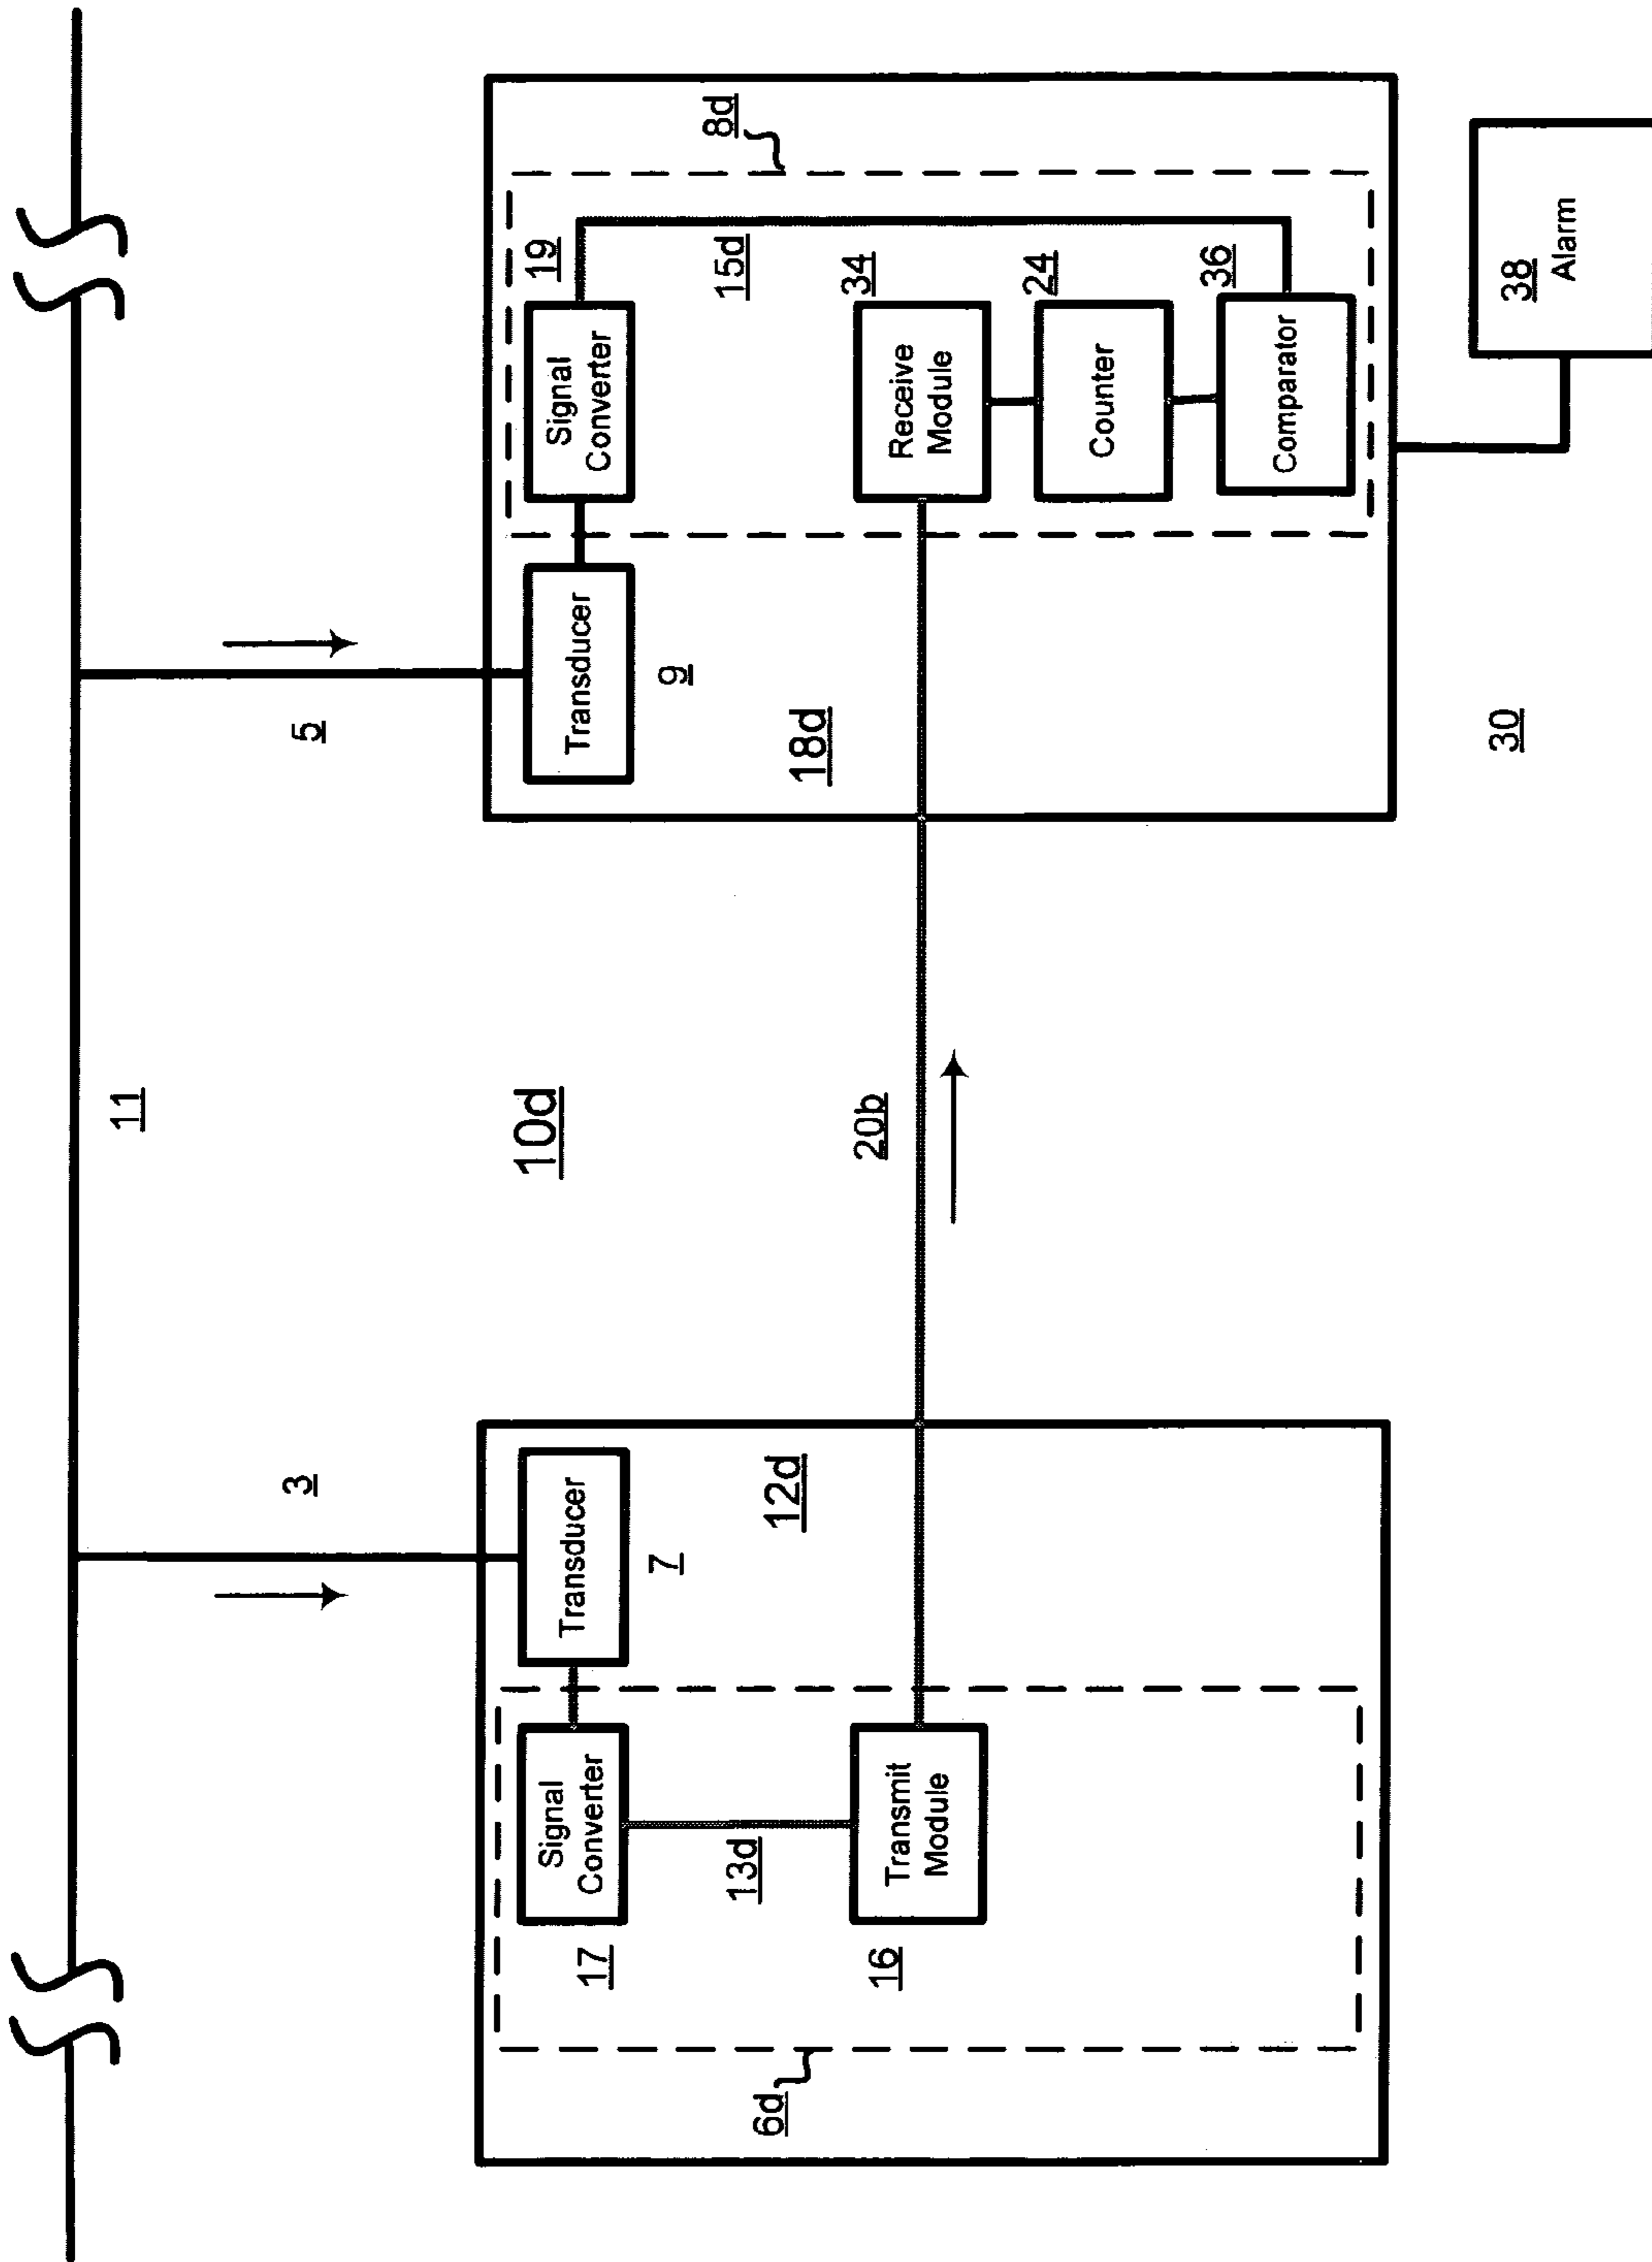 11
3
5
10d
6d
17
Signal
Converter
Transducer
7
13d
12d
16
Transmit
Module
20b
8d
Transducer
9
Signal
Converter
19
15d
18d
Receive
Module
34
Counter
24
Comparator
36
30
38
Alarm